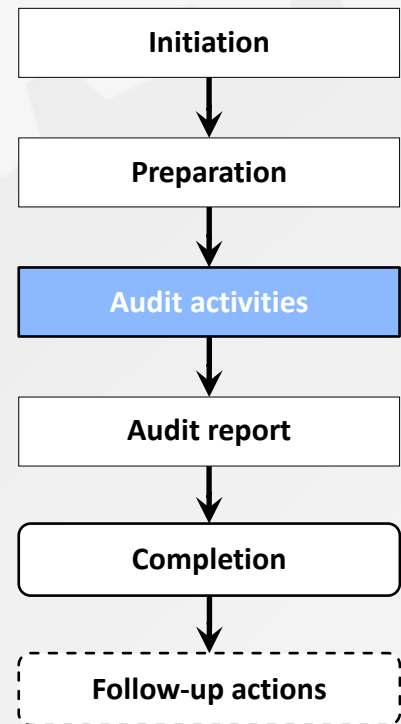 Initiation
Preparation
Audit activities
Audit report
Completion
Follow-up actions